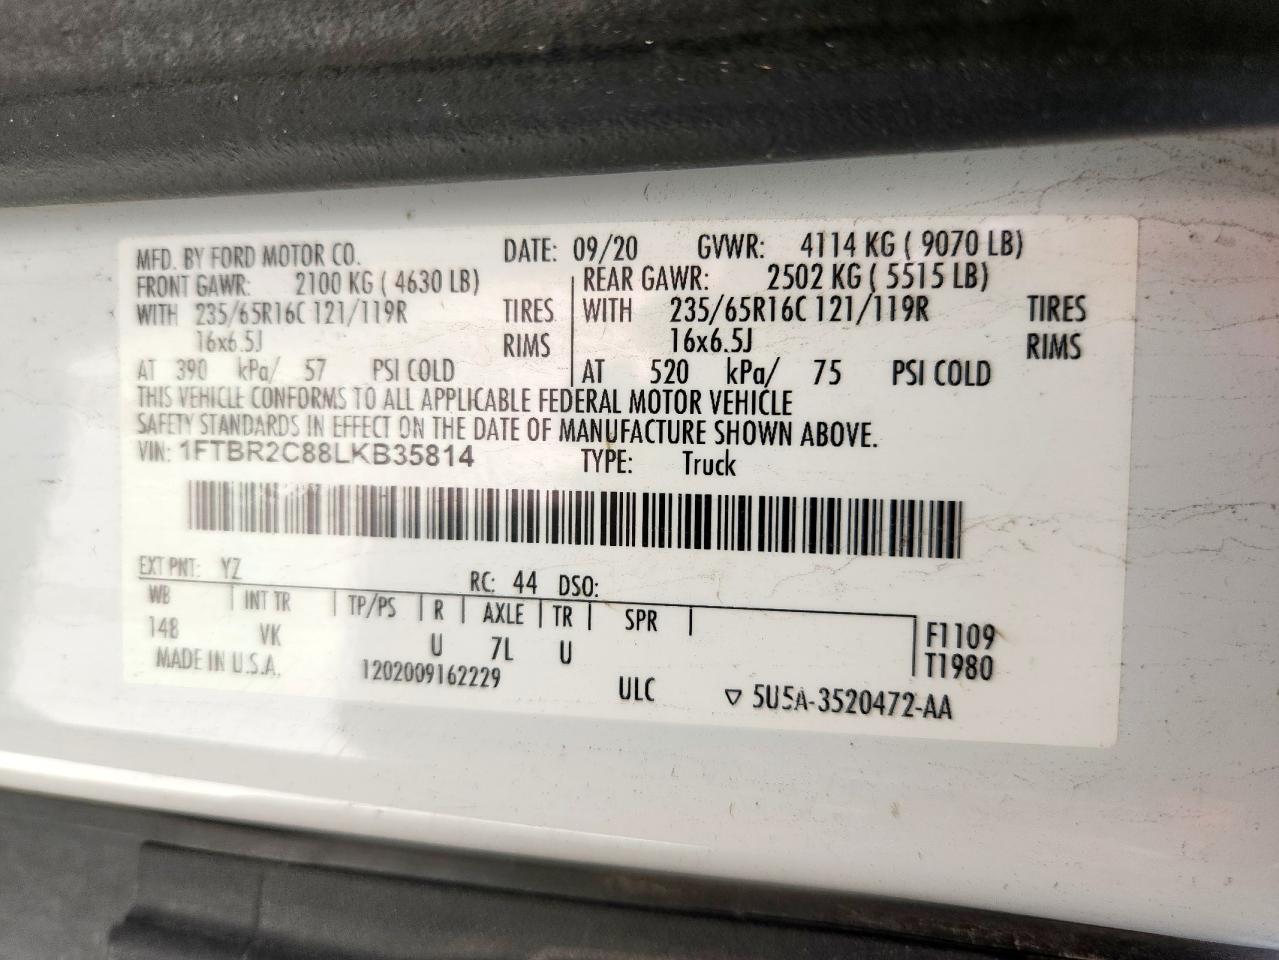 MFD. BY FORD MOTOR CO. DATE: 09/20 GVWR: 4114 KG ( 9070 LB)
FRONT GAWR: 2100 KG ( 4630 LB) REAR GAWR: 2502 KG ( 5515 LB)
WITH 235/65R16C 121/119R TIRES WITH 235/65R16C 121/119R TIRES
16x6.5J RIMS 16x6.5J RIMS
AT 390 kPa/ 57 PSI COLD AT 520 kPa/ 75 PSI COLD
THIS VEHICLE CONFORMS TO ALL APPLICABLE FEDERAL MOTOR VEHICLE
SAFETY STANDARDS IN EFFECT ON THE DATE OF MANUFACTURE SHOWN ABOVE.
VIN: 1FTBR2C88LKB35814 TYPE: Truck
EXT PNT: YZ RC: 44 DSO:
WB INT TR TP/PS R AXLE TR SPR
148 VK U 7L U F1109
T1980
MADE IN U.S.A. 1202009162229 ULC ▽ 5U5A-3520472-AA